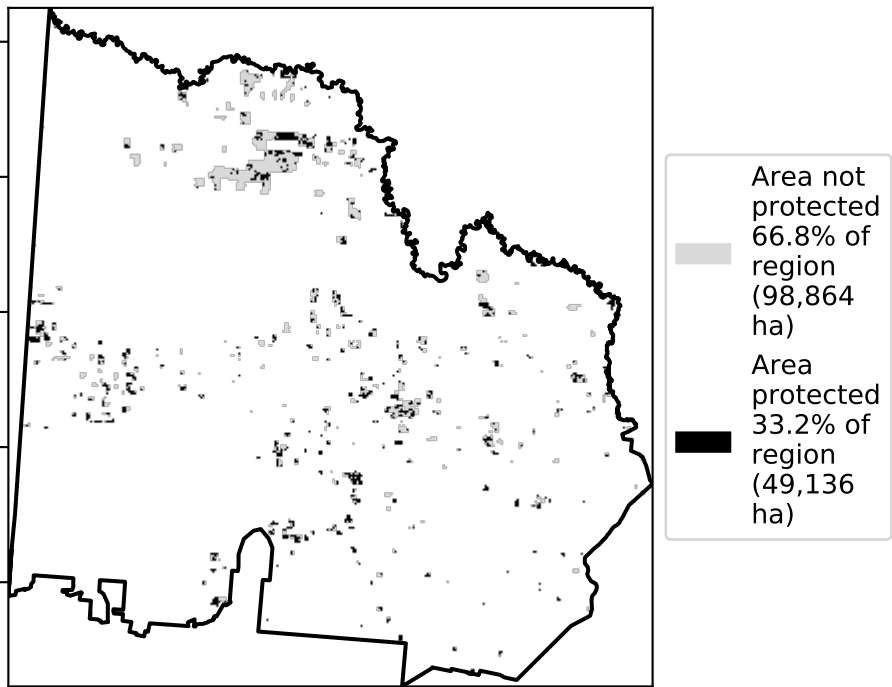 Area not
protected
66.8% of
region
(98,864
ha)
Area
protected
33.2% of
region
(49,136
ha)